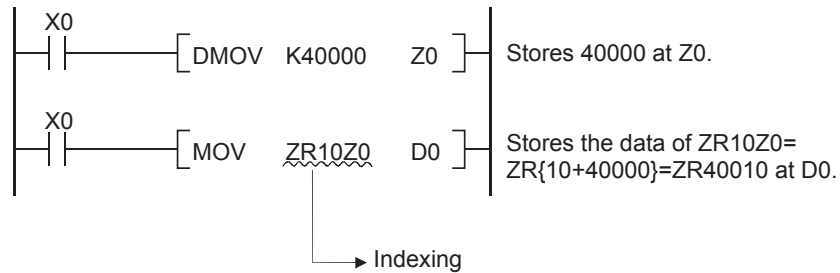 X0
DMOV K40000 Z0
Stores 40000 at Z0.
X0
MOV ZR10Z0 D0
Stores the data of ZR10Z0=
ZR{10+40000}=ZR40010 at D0.
Indexing